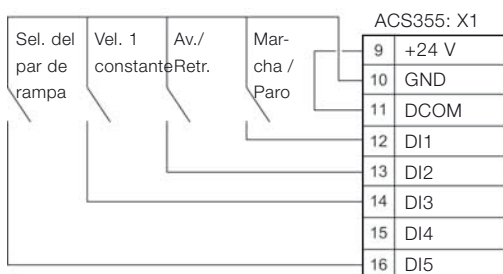 ACS355: X1
Sel. del
par de
rampa
Vel. 1
constante
Av./
Retr.
Mar-
cha /
Paro
9 +24 V
10 GND
11 DCOM
12 DI1
13 DI2
14 DI3
15 DI4
16 DI5